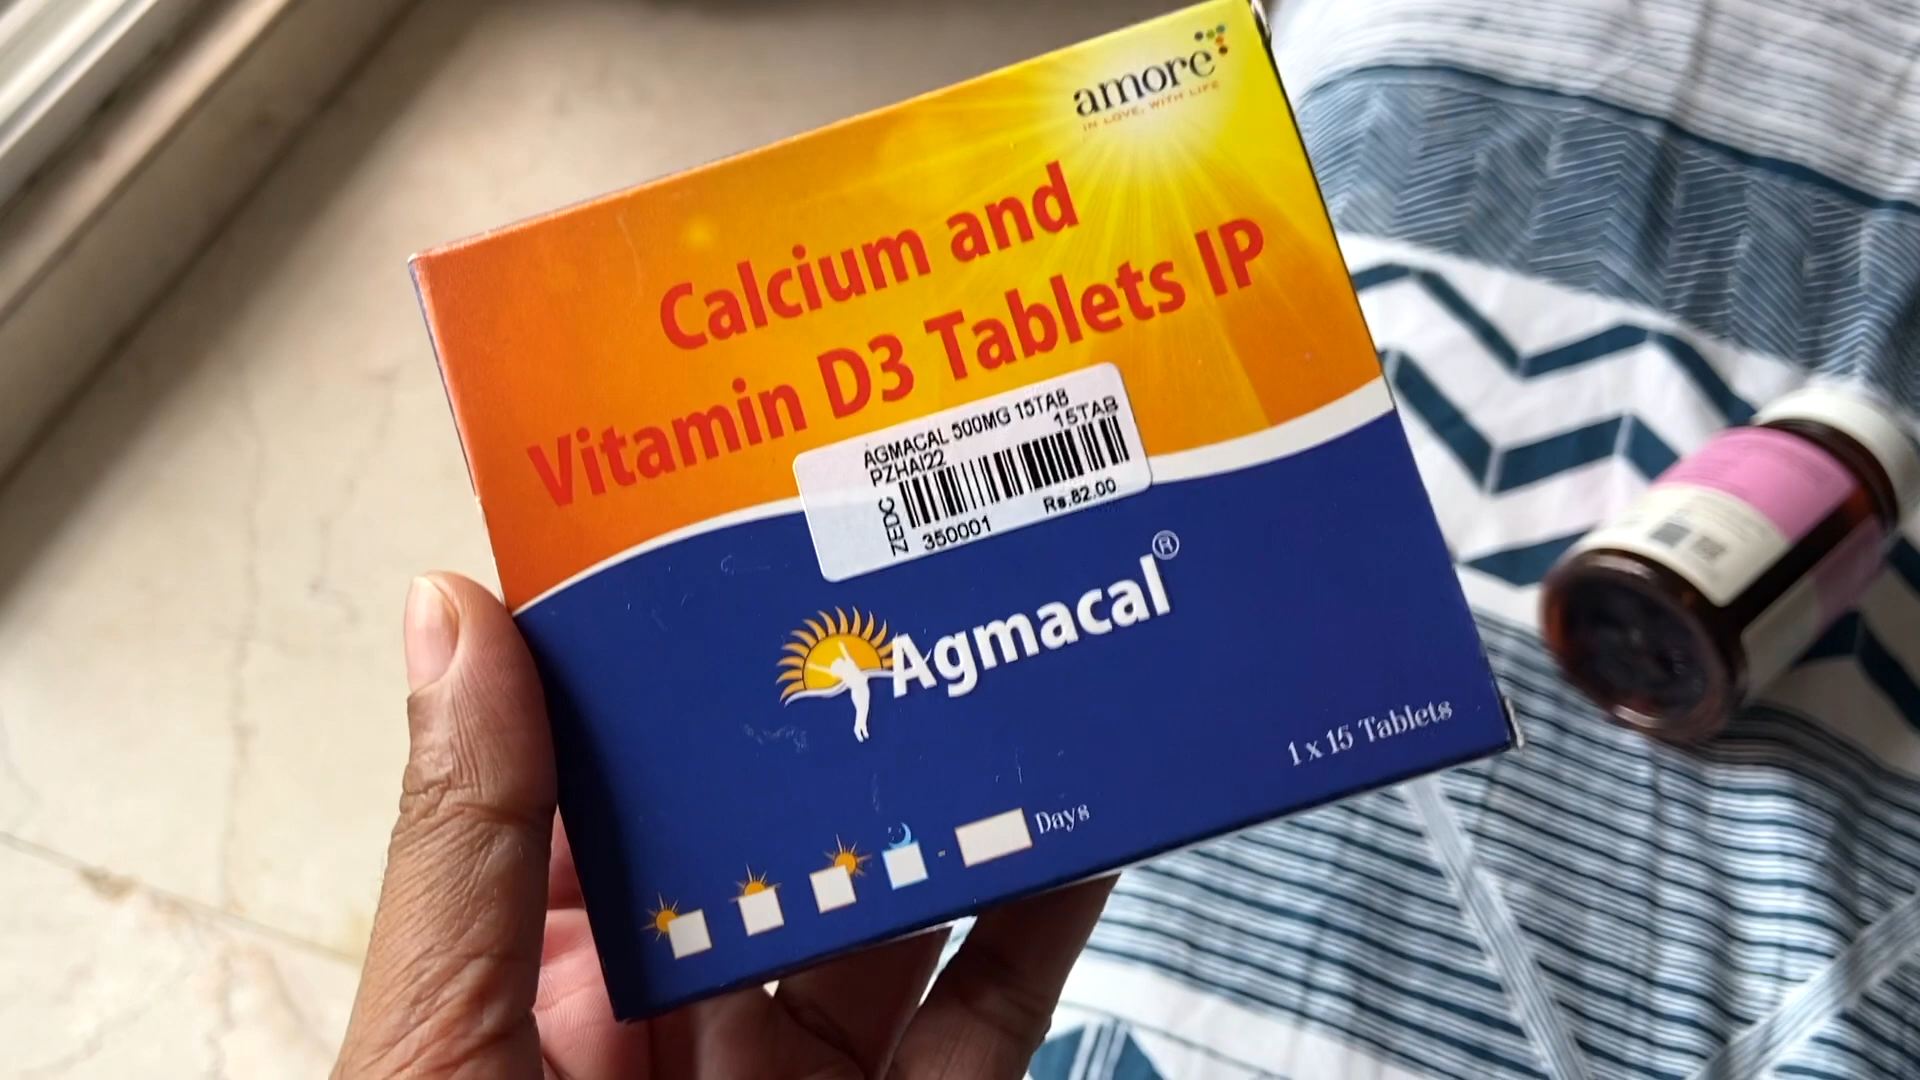 amore
IN LOVE, WITH LIFE
Calcium and
Vitamin D3 Tablets IP
AGMACAL 500MG 15TAB
15TAB
PZHAI22
ZEDC
350001
Rs.82.00
Agmacal®
1 x 15 Tablets
- Days